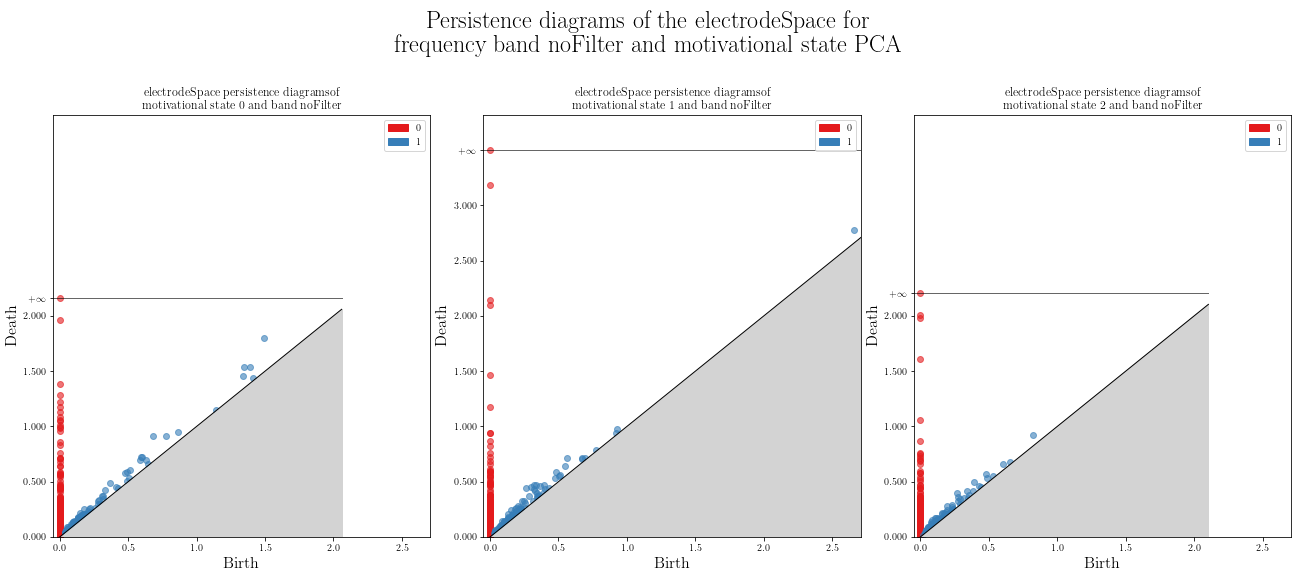 Persistence diagrams of the electrodeSpace for
frequency band noFilter and motivational state PCA
electrodeSpace persistence diagramsof
motivational state 0 and band noFilter
0
1
+∞
2.000
1.500
1.000
0.500
0.000
Death
0.0 0.5 1.0 1.5 2.0 2.5
Birth
electrodeSpace persistence diagramsof
motivational state 1 and band noFilter
0
1
+∞
3.000
2.500
2.000
1.500
1.000
0.500
0.000
Death
0.0 0.5 1.0 1.5 2.0 2.5
Birth
electrodeSpace persistence diagramsof
motivational state 2 and band noFilter
0
1
+∞
2.000
1.500
1.000
0.500
0.000
Death
0.0 0.5 1.0 1.5 2.0 2.5
Birth